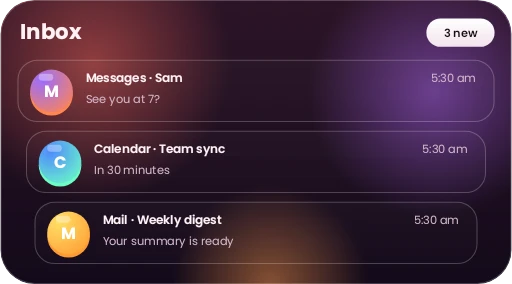 Inbox
3 new
M
Messages · Sam
5:30 am
See you at 7?
C
Calendar · Team sync
5:30 am
In 30 minutes
M
Mail · Weekly digest
5:30 am
Your summary is ready